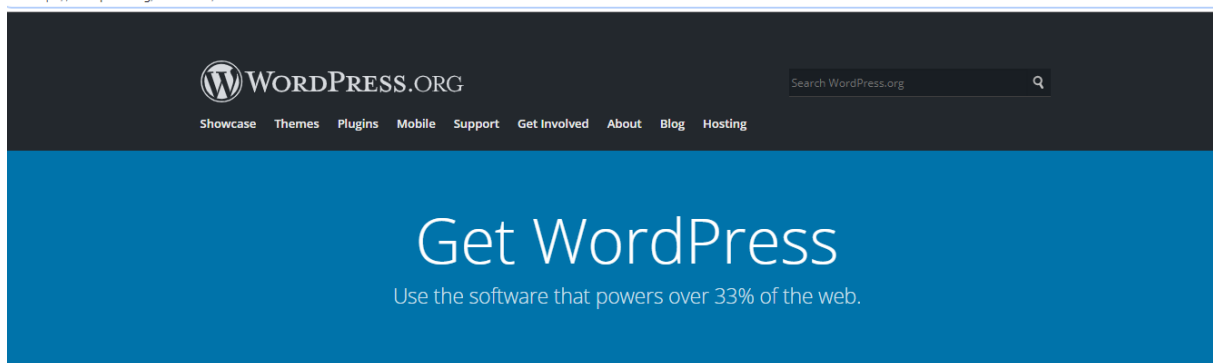 WORDPRESS.ORG
Search WordPress.org
Showcase Themes Plugins Mobile Support Get Involved About Blog Hosting
Get WordPress
Use the software that powers over 33% of the web.